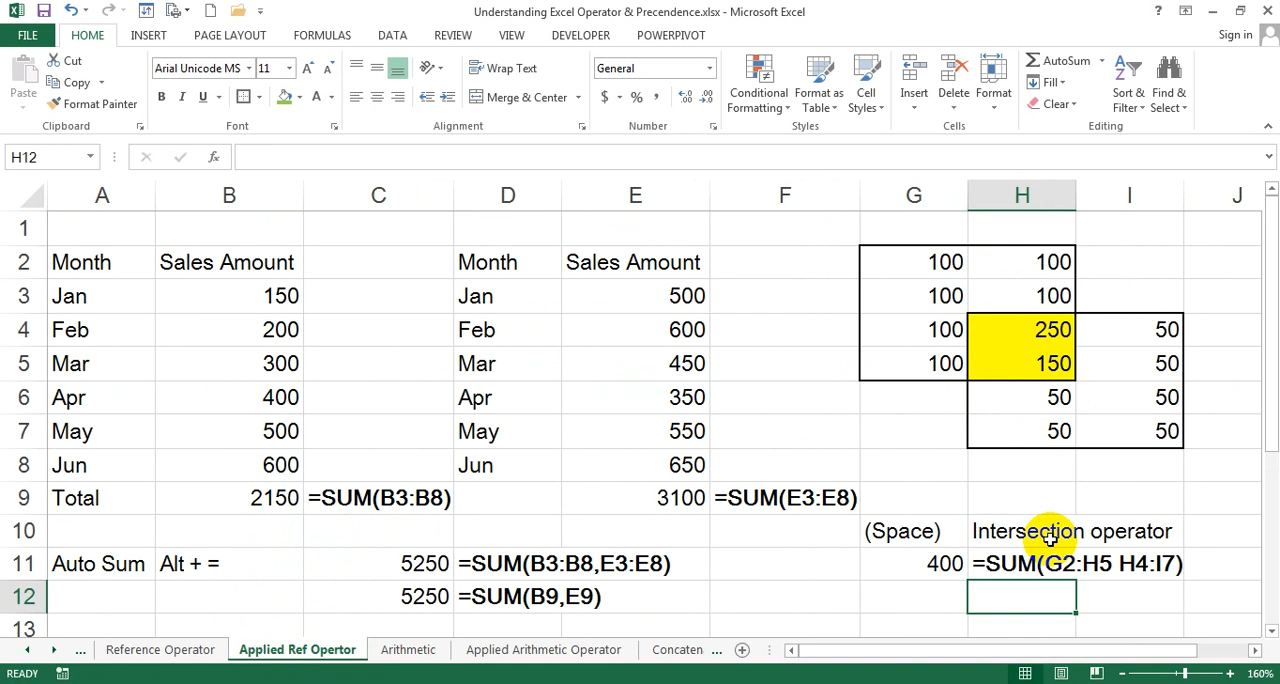 Understanding Excel Operator & Precendence.xlsx - Microsoft Excel
FILE HOME INSERT PAGE LAYOUT FORMULAS DATA REVIEW VIEW DEVELOPER POWERPIVOT Sign in
Paste Cut Copy Format Painter
Arial Unicode MS 11
B I U
Wrap Text
Merge & Center
General
$ % ,
Conditional Formatting Format as Table Cell Styles
Insert Delete Format
AutoSum Fill Clear
Sort & Filter Find & Select
Clipboard Font Alignment Number Styles Cells Editing
H12 fx
A B C D E F G H I J
1
2 Month Sales Amount Month Sales Amount 100 100
3 Jan 150 Jan 500 100 100
4 Feb 200 Feb 600 100 250 50
5 Mar 300 Mar 450 100 150 50
6 Apr 400 Apr 350 50 50
7 May 500 May 550 50 50
8 Jun 600 Jun 650
9 Total 2150 =SUM(B3:B8) 3100 =SUM(E3:E8)
10 (Space) Intersection operator
11 Auto Sum Alt + = 5250 =SUM(B3:B8,E3:E8) 400 =SUM(G2:H5 H4:I7)
12 5250 =SUM(B9,E9)
13
... Reference Operator Applied Ref Opertor Arithmetic Applied Arithmetic Operator Concaten ...
READY 160%